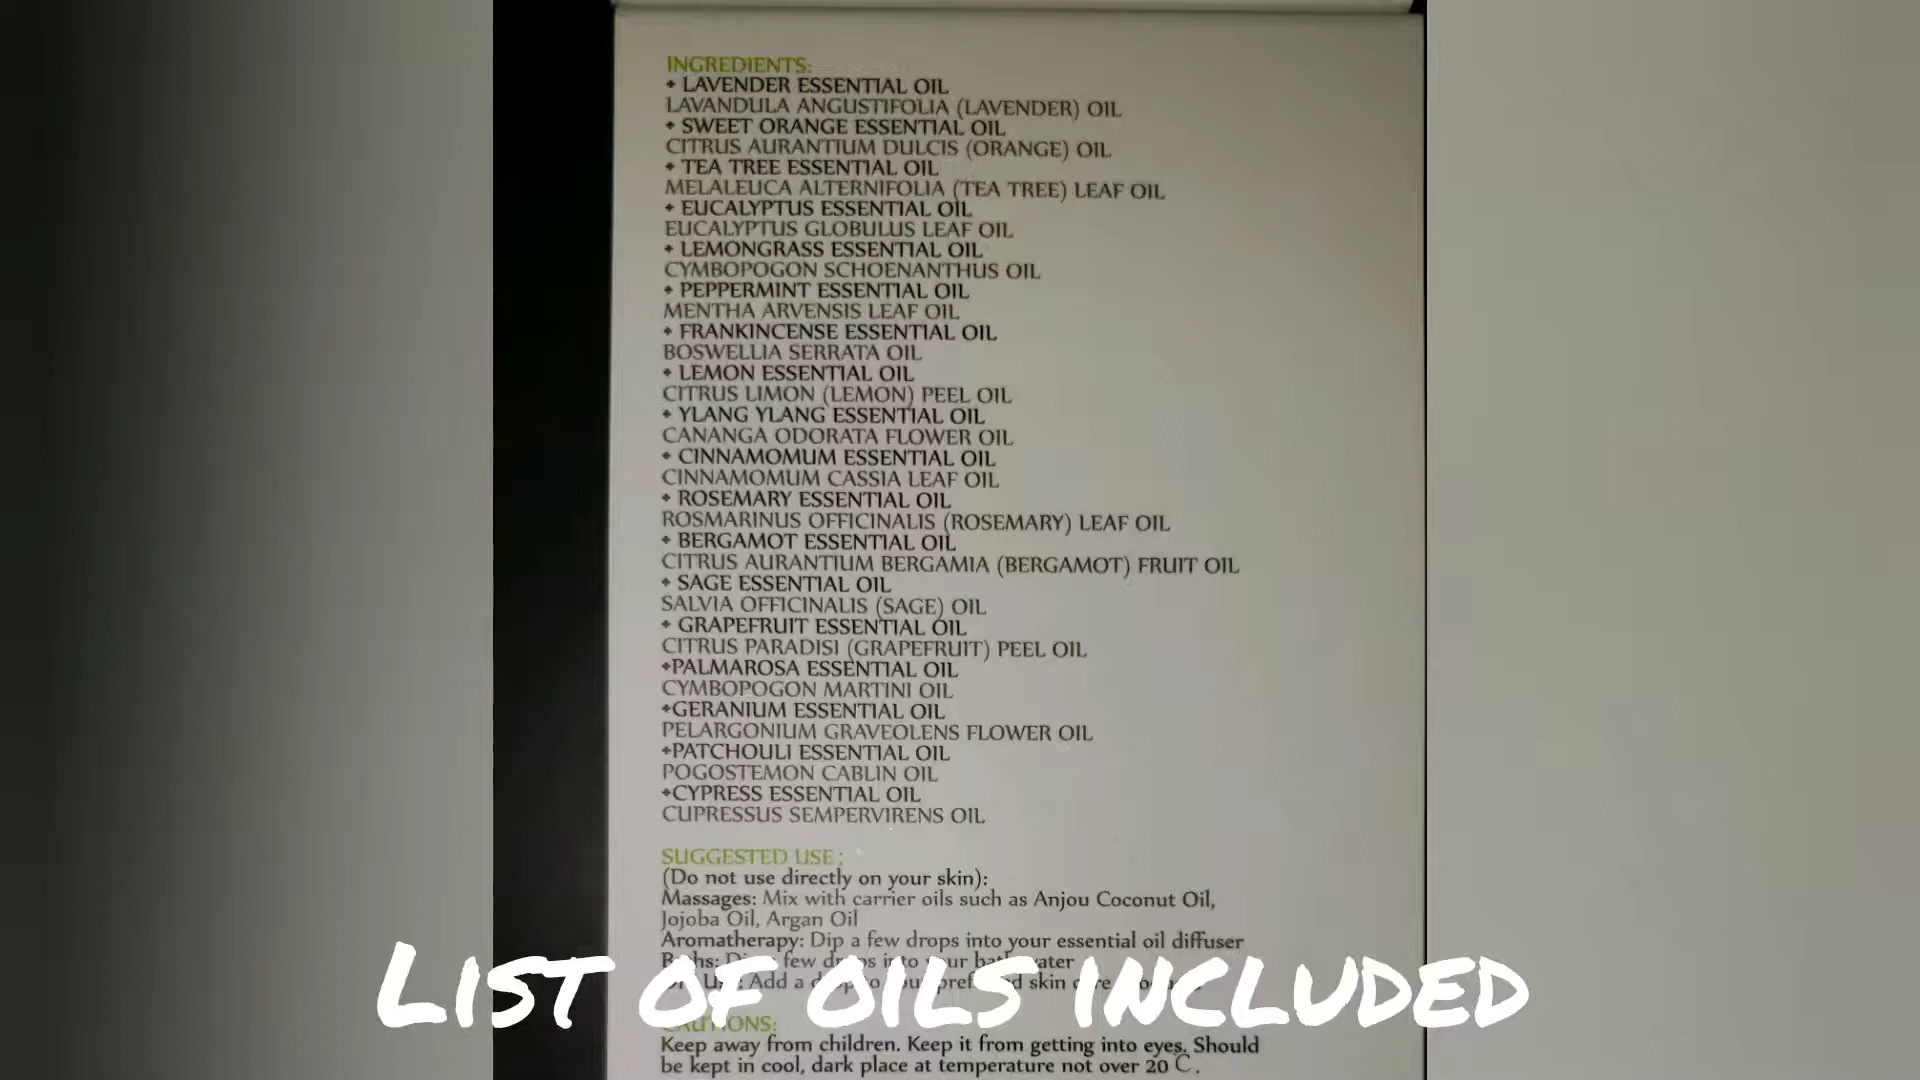 INGREDIENTS:
+ LAVENDER ESSENTIAL OIL
LAVANDULA ANGUSTIFOLIA (LAVENDER) OIL
+ SWEET ORANGE ESSENTIAL OIL
CITRUS AURANTIUM DULCIS (ORANGE) OIL
+ TEA TREE ESSENTIAL OIL
MELALEUCA ALTERNIFOLIA (TEA TREE) LEAF OIL
+ EUCALYPTUS ESSENTIAL OIL
EUCALYPTUS GLOBULUS LEAF OIL
+ LEMONGRASS ESSENTIAL OIL
CYMBOPOGON SCHOENANTHUS OIL
+ PEPPERMINT ESSENTIAL OIL
MENTHA ARVENSIS LEAF OIL
+ FRANKINCENSE ESSENTIAL OIL
BOSWELLIA SERRATA OIL
+ LEMON ESSENTIAL OIL
CITRUS LIMON (LEMON) PEEL OIL
+ YLANG YLANG ESSENTIAL OIL
CANANGA ODORATA FLOWER OIL
+ CINNAMOMUM ESSENTIAL OIL
CINNAMOMUM CASSIA LEAF OIL
+ ROSEMARY ESSENTIAL OIL
ROSMARINUS OFFICINALIS (ROSEMARY) LEAF OIL
+ BERGAMOT ESSENTIAL OIL
CITRUS AURANTIUM BERGAMIA (BERGAMOT) FRUIT OIL
+ SAGE ESSENTIAL OIL
SALVIA OFFICINALIS (SAGE) OIL
+ GRAPEFRUIT ESSENTIAL OIL
CITRUS PARADISI (GRAPEFRUIT) PEEL OIL
+PALMAROSA ESSENTIAL OIL
CYMBOPOGON MARTINI OIL
+GERANIUM ESSENTIAL OIL
PELARGONIUM GRAVEOLENS FLOWER OIL
+PATCHOULI ESSENTIAL OIL
POGOSTEMON CABLIN OIL
+CYPRESS ESSENTIAL OIL
CUPRESSUS SEMPERVIRENS OIL
SUGGESTED USE:
(Do not use directly on your skin):
Massages: Mix with carrier oils such as Anjou Coconut Oil,
Jojoba Oil, Argan Oil
Aromatherapy: Dip a few drops into your essential oil diffuser
few drops into your bath water
Add a skin
LIST OF OILS INCLUDED
CAUTIONS:
Keep away from children. Keep it from getting into eyes. Should
be kept in cool, dark place at temperature not over 20 C.